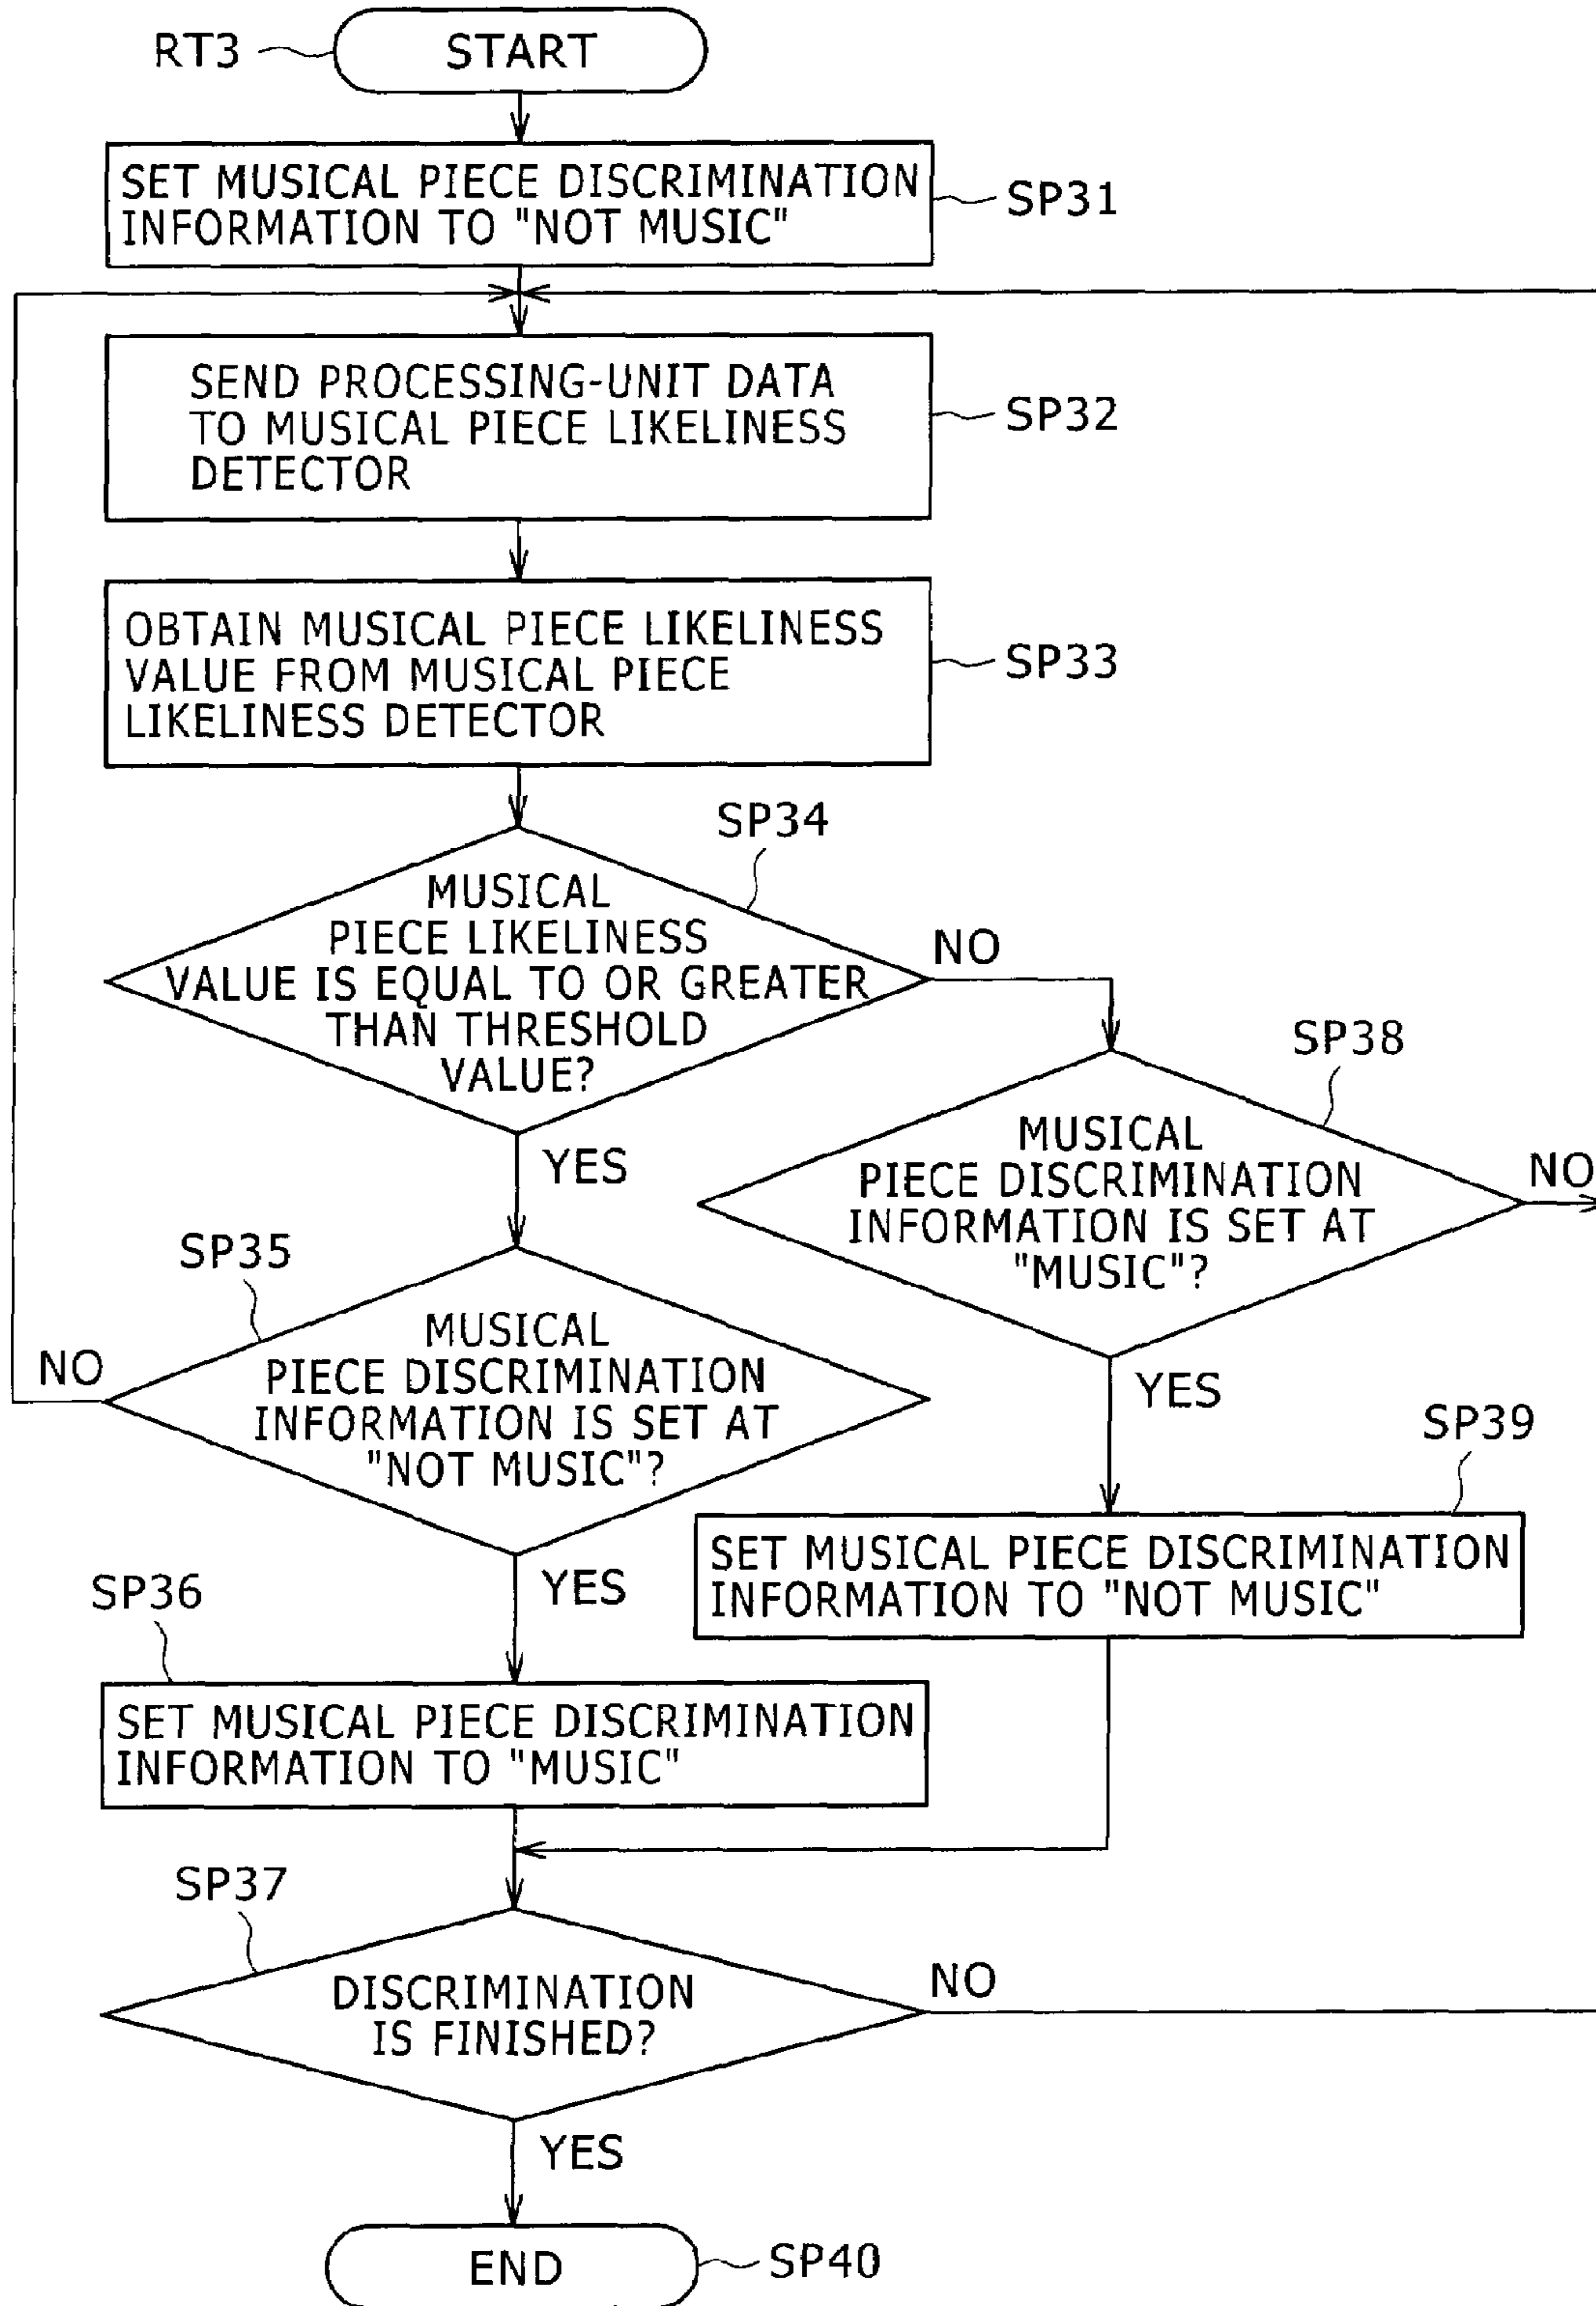 RT3
START
SET MUSICAL PIECE DISCRIMINATION
INFORMATION TO "NOT MUSIC"
SP31
SEND PROCESSING-UNIT DATA
TO MUSICAL PIECE LIKELINESS
DETECTOR
SP32
OBTAIN MUSICAL PIECE LIKELINESS
VALUE FROM MUSICAL PIECE
LIKELINESS DETECTOR
SP33
SP34
MUSICAL
PIECE LIKELINESS
VALUE IS EQUAL TO OR GREATER
THAN THRESHOLD
VALUE?
NO
YES
SP38
MUSICAL
PIECE DISCRIMINATION
INFORMATION IS SET AT
"MUSIC"?
NO
YES
SP35
MUSICAL
PIECE DISCRIMINATION
INFORMATION IS SET AT
"NOT MUSIC"?
NO
YES
SP39
SET MUSICAL PIECE DISCRIMINATION
INFORMATION TO "NOT MUSIC"
SP36
SET MUSICAL PIECE DISCRIMINATION
INFORMATION TO "MUSIC"
SP37
DISCRIMINATION
IS FINISHED?
NO
YES
END
SP40